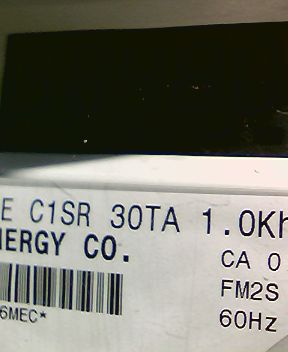 E C1SR 30TA 1.0Kh
NERGY CO.
CA 0
FM2S
6MEC*
60Hz